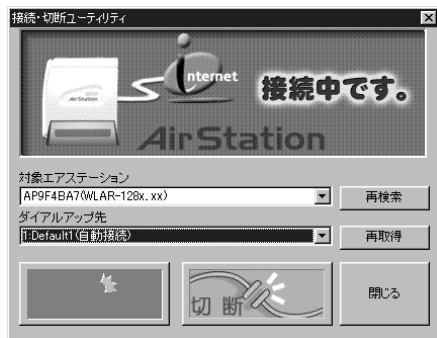 接続・切断ユーティリティ
AirStation
internet
接続中です。
AirStation
対象エアステーション
AP9F4BA7(WLAR-128x.xx)
再検索
ダイアルアップ先
1:Default1(自動接続)
再取得
切断
閉じる